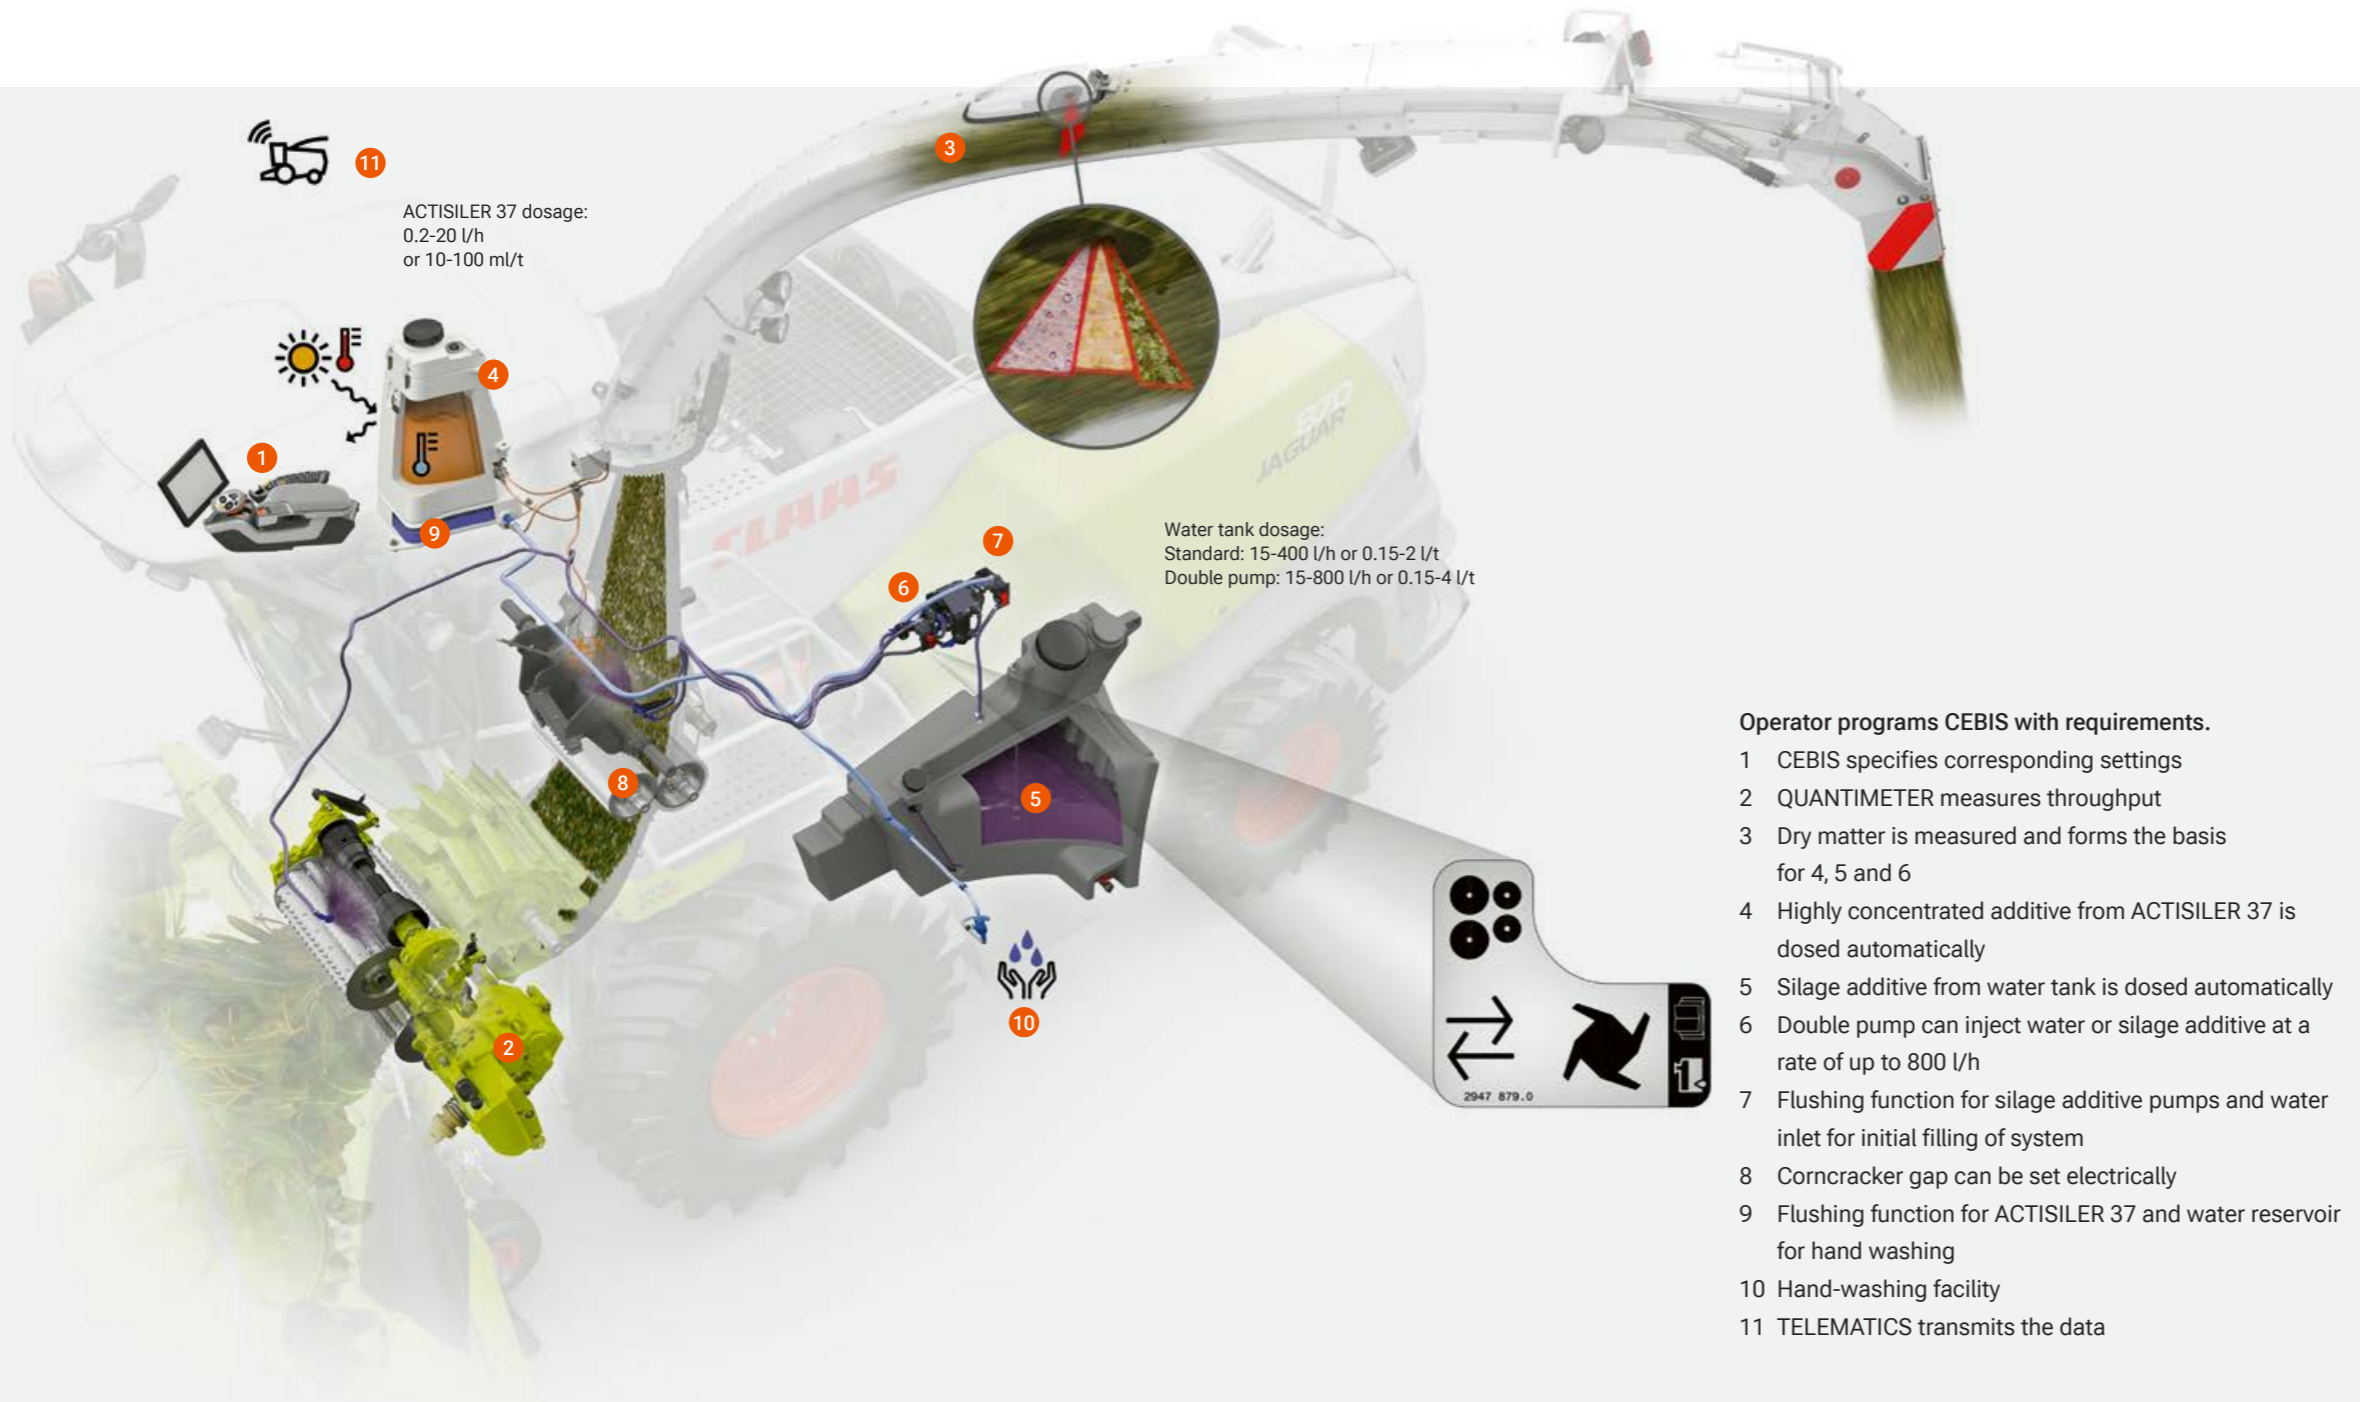 11
3
ACTISILER 37 dosage:
0.2-20 l/h
or 10-100 ml/t
4
1
9
CLAAS
JAGUAR
Water tank dosage:
Standard: 15-400 l/h or 0.15-2 l/t
Double pump: 15-800 l/h or 0.15-4 l/t
7
6
8
5
10
2
2947 879.0
Operator programs CEBIS with requirements.
1 CEBIS specifies corresponding settings
2 QUANTIMETER measures throughput
3 Dry matter is measured and forms the basis
for 4, 5 and 6
4 Highly concentrated additive from ACTISILER 37 is
dosed automatically
5 Silage additive from water tank is dosed automatically
6 Double pump can inject water or silage additive at a
rate of up to 800 l/h
7 Flushing function for silage additive pumps and water
inlet for initial filling of system
8 Corncracker gap can be set electrically
9 Flushing function for ACTISILER 37 and water reservoir
for hand washing
10 Hand-washing facility
11 TELEMATICS transmits the data